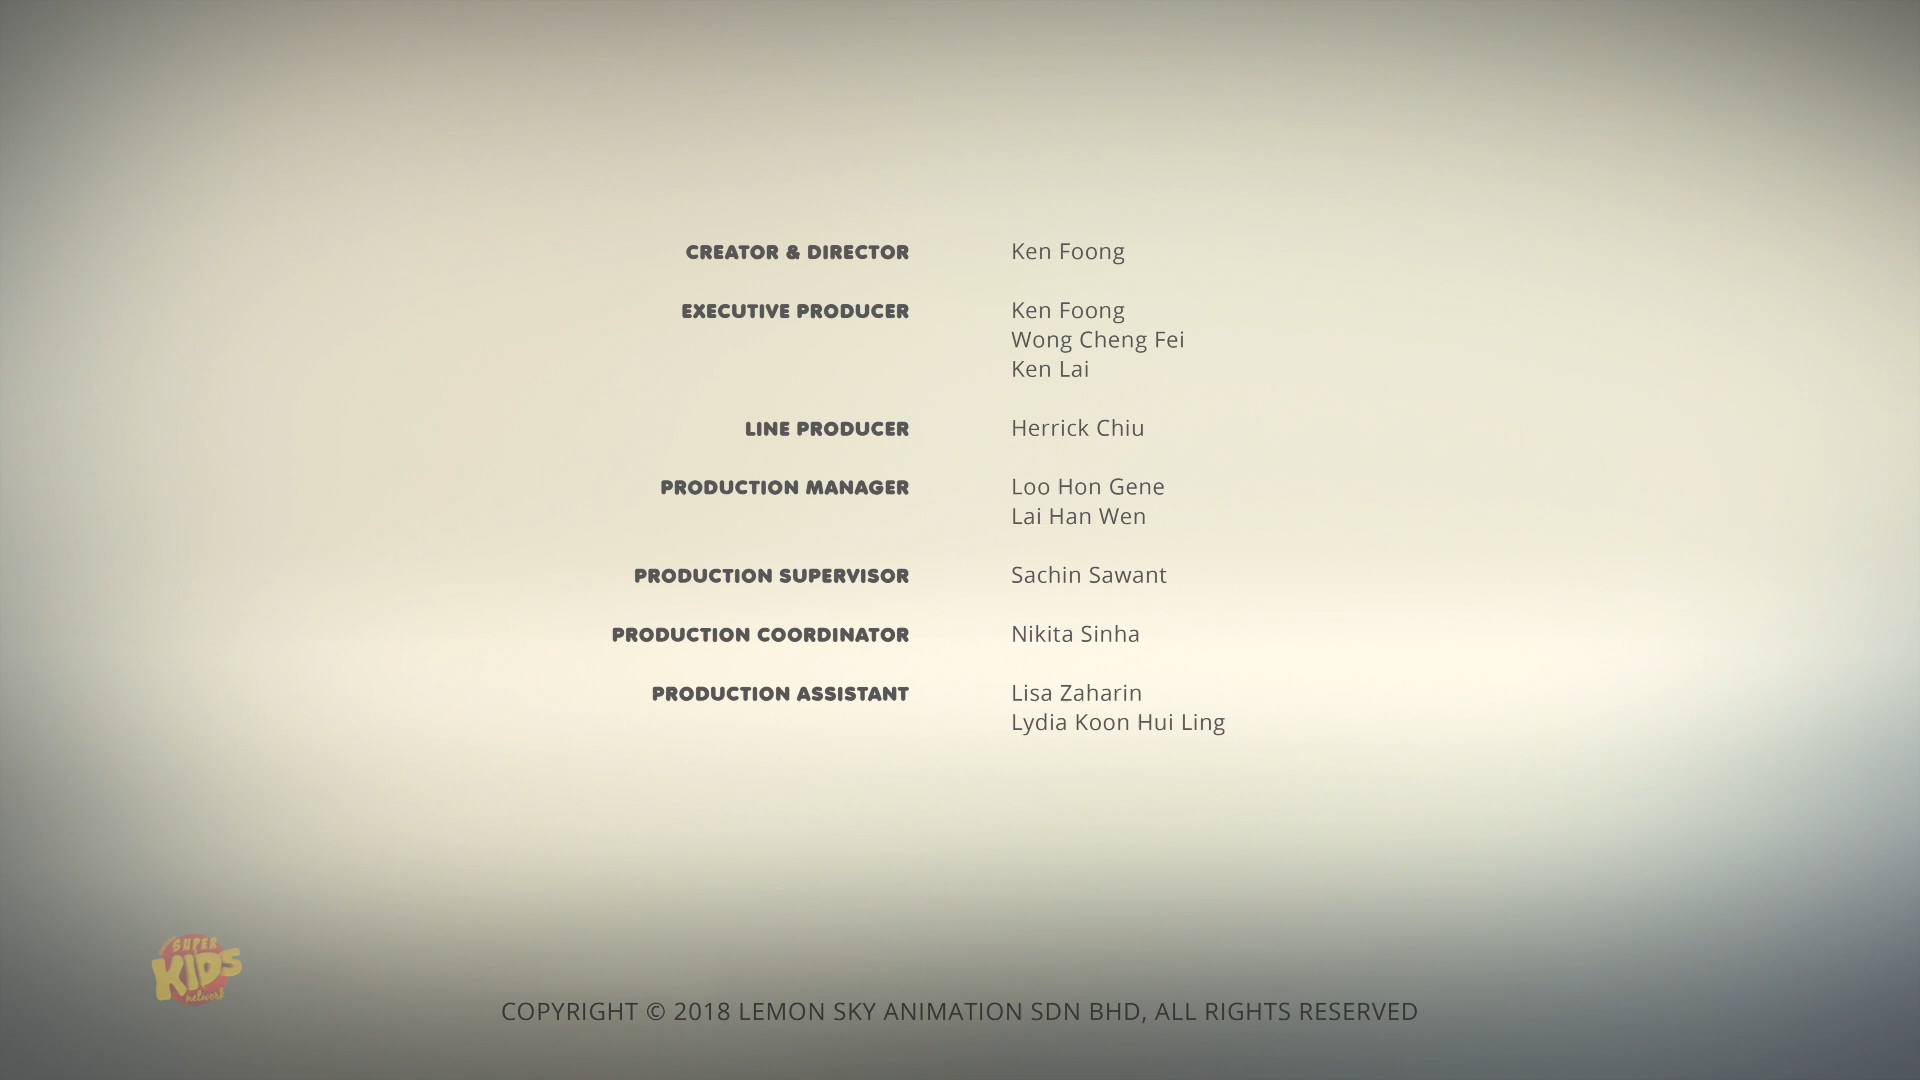 CREATOR & DIRECTOR Ken Foong
EXECUTIVE PRODUCER Ken Foong
Wong Cheng Fei
Ken Lai
LINE PRODUCER Herrick Chiu
PRODUCTION MANAGER Loo Hon Gene
Lai Han Wen
PRODUCTION SUPERVISOR Sachin Sawant
PRODUCTION COORDINATOR Nikita Sinha
PRODUCTION ASSISTANT Lisa Zaharin
Lydia Koon Hui Ling
SUPER
KIDS
network
COPYRIGHT © 2018 LEMON SKY ANIMATION SDN BHD, ALL RIGHTS RESERVED